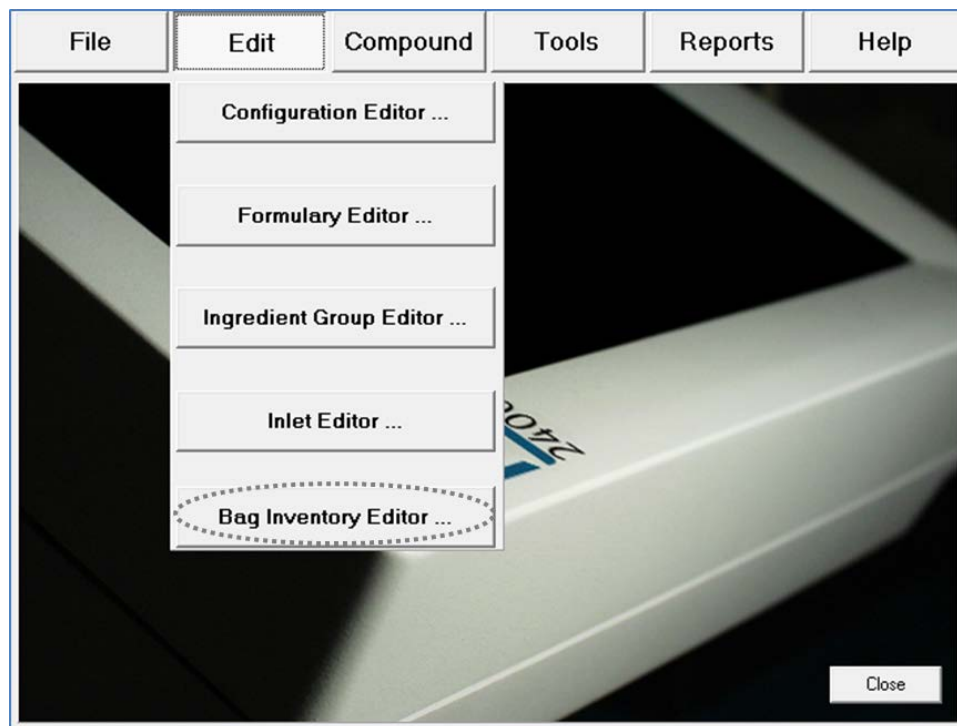 File
Edit
Compound
Tools
Reports
Help
Configuration Editor ...
Formulary Editor ...
Ingredient Group Editor ...
Inlet Editor ...
2400
Bag Inventory Editor ...
Close